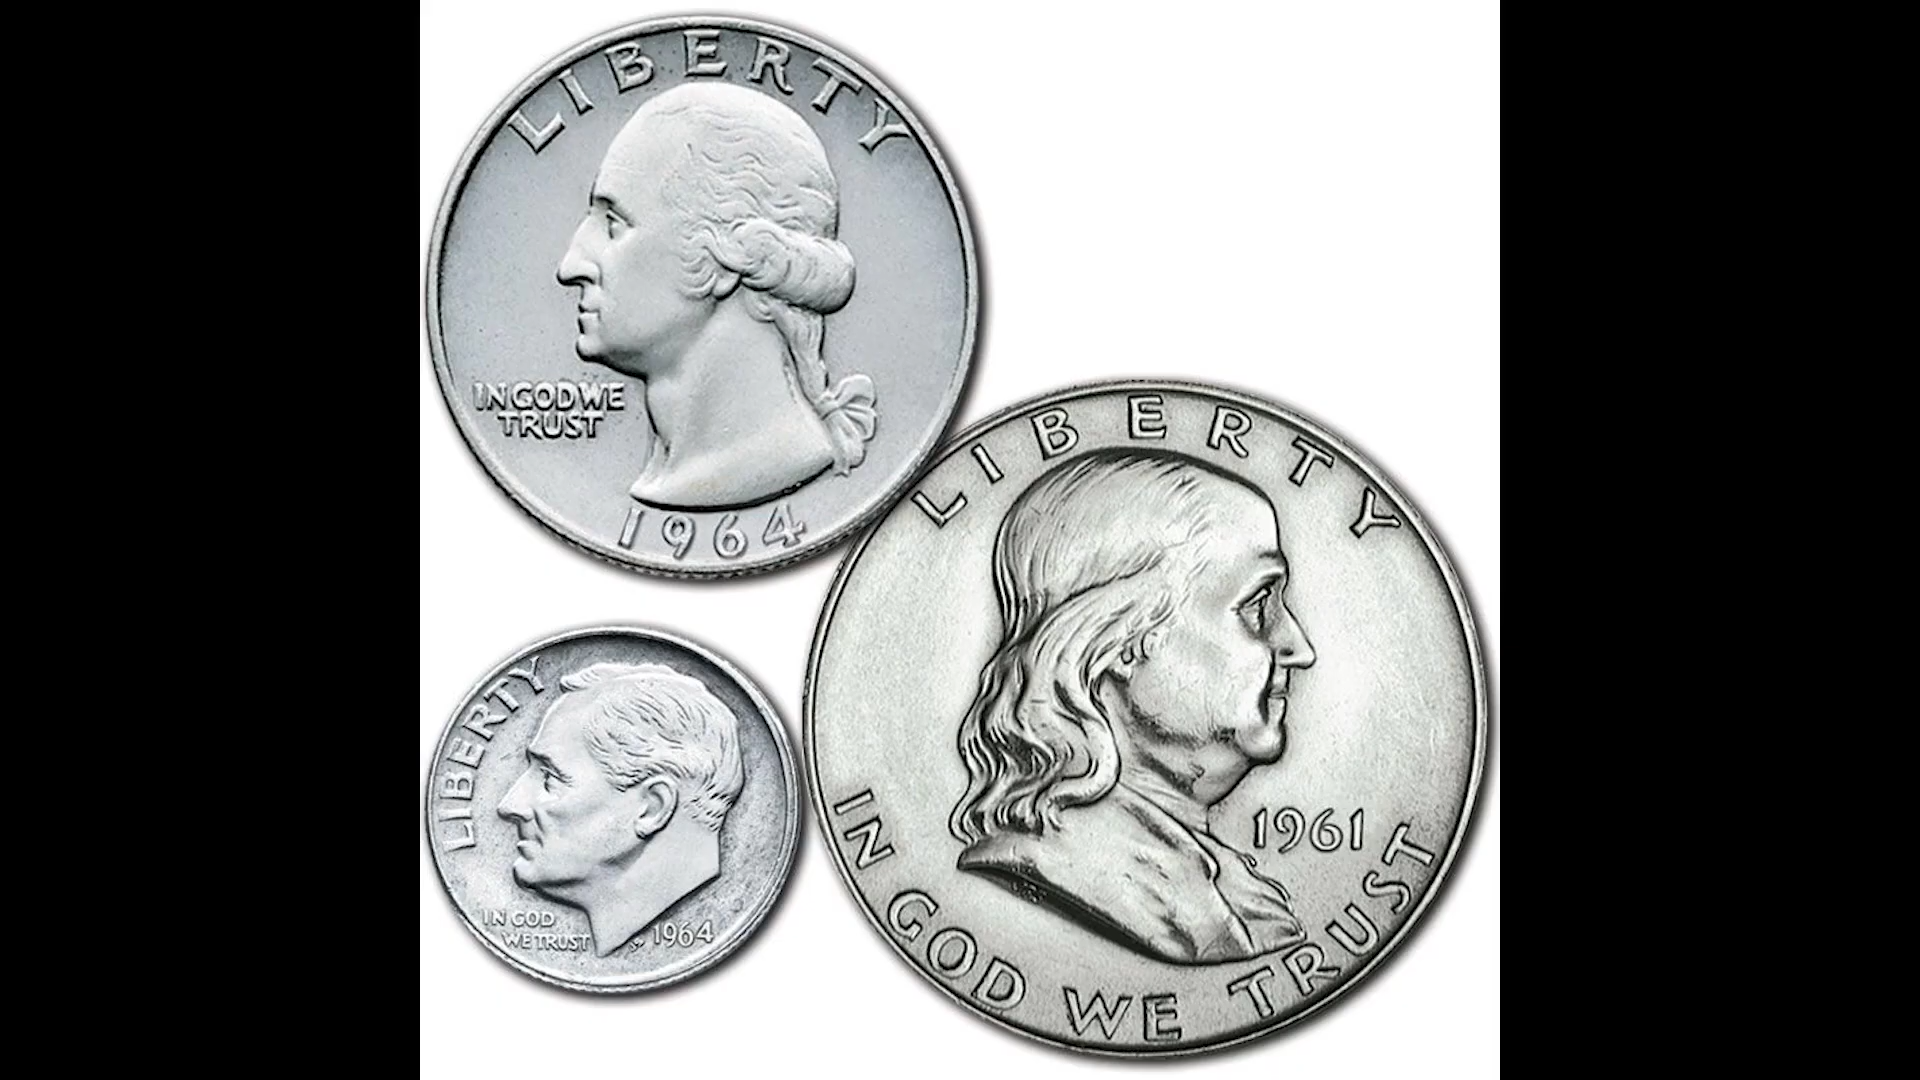 LIBERTY
IN GOD WE
TRUST
1964
LIBERTY
1961
IN GOD WE TRUST
LIBERTY
IN GOD
WE TRUST
1964